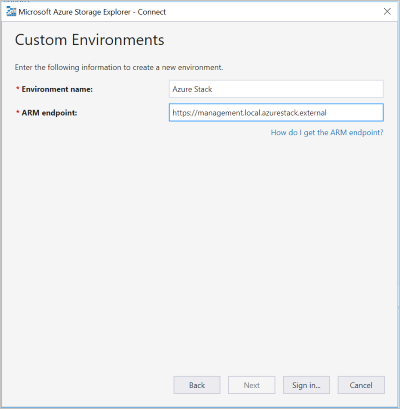 Microsoft Azure Storage Explorer - Connect
Custom Environments
Enter the following information to create a new environment.
* Environment name: Azure Stack
* ARM endpoint: https://management.local.azurestack.external
How do I get the ARM endpoint?
Back Next Sign in... Cancel